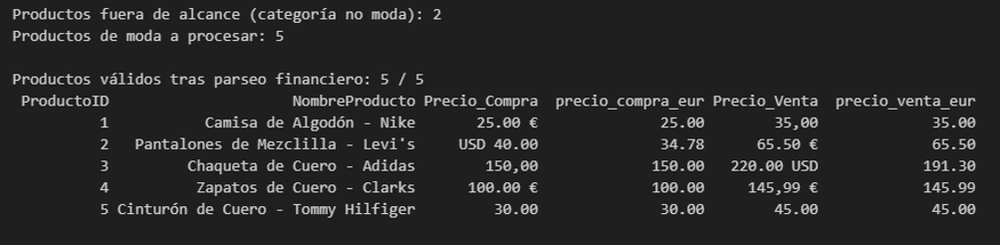 Productos fuera de alcance (categoría no moda): 2
Productos de moda a procesar: 5
Productos válidos tras parseo financiero: 5 / 5
ProductoID NombreProducto Precio_Compra precio_compra_eur Precio_Venta precio_venta_eur
1 Camisa de Algodón - Nike 25.00 € 25.00 35,00 35.00
2 Pantalones de Mezclilla - Levi's USD 40.00 34.78 65.50 € 65.50
3 Chaqueta de Cuero - Adidas 150,00 150.00 220.00 USD 191.30
4 Zapatos de Cuero - Clarks 100.00 € 100.00 145,99 € 145.99
5 Cinturón de Cuero - Tommy Hilfiger 30.00 30.00 45.00 45.00